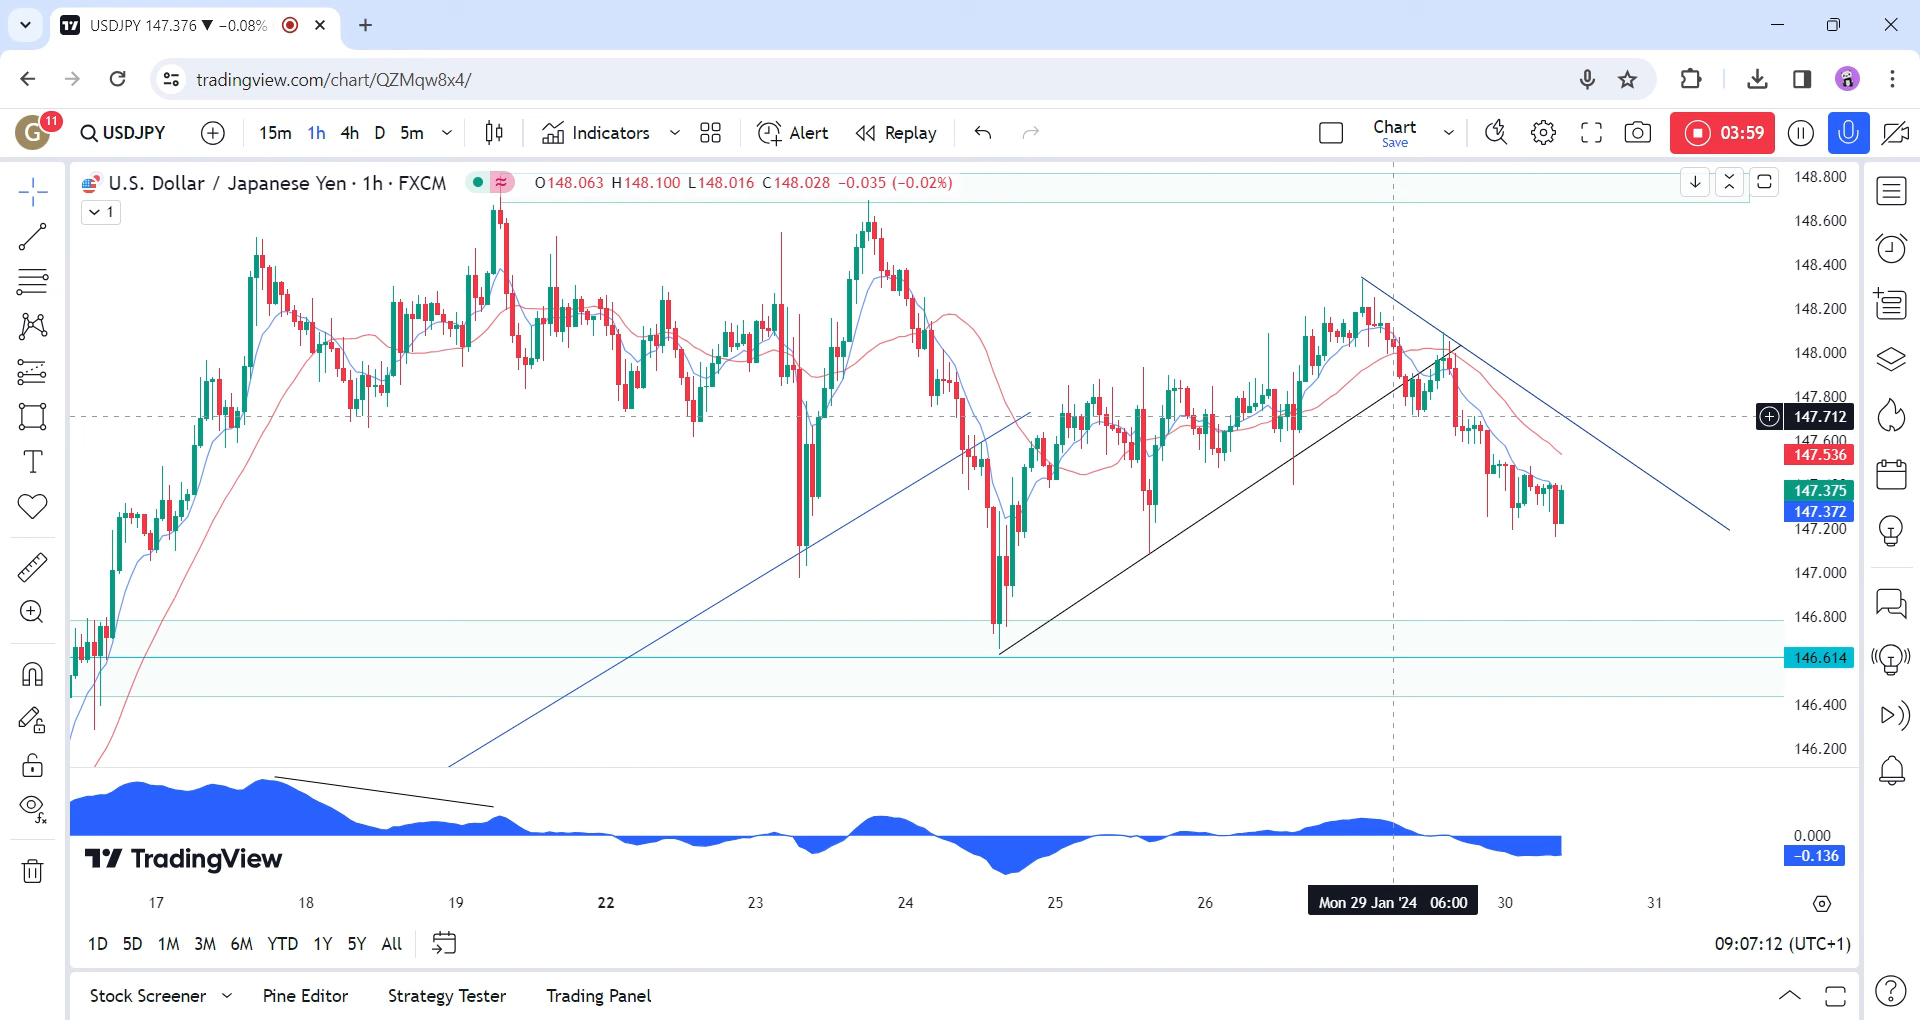 USDJPY 147.376 ▼ −0.08%
tradingview.com/chart/QZMqw8x4/
G 11 USDJPY 15m 1h 4h D 5m Indicators Alert Replay Chart 03:59
Save
U.S. Dollar / Japanese Yen · 1h · FXCM O148.063 H148.100 L148.016 C148.028 −0.035 (−0.02%)
1
148.800
148.600
148.400
148.200
148.000
147.800
147.712
147.600
147.536
147.375
147.372
147.200
147.000
146.800
146.614
146.400
146.200
0.000
−0.136
TradingView
17 18 19 22 23 24 25 26 Mon 29 Jan '24 06:00 30 31
1D 5D 1M 3M 6M YTD 1Y 5Y All 09:07:12 (UTC+1)
Stock Screener Pine Editor Strategy Tester Trading Panel